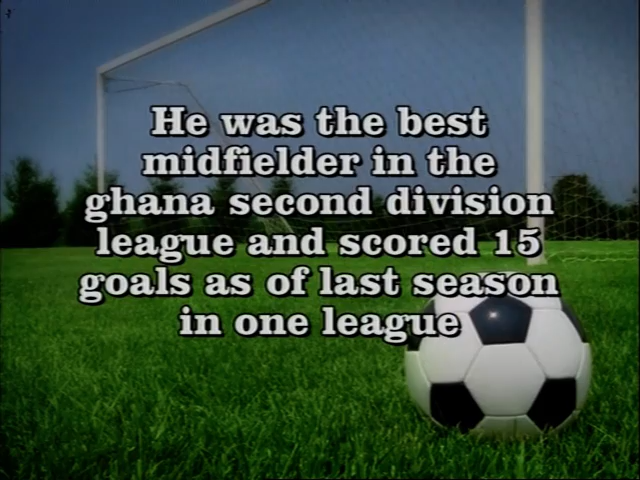 He was the best
midfielder in the
ghana second division
league and scored 15
goals as of last season
in one league